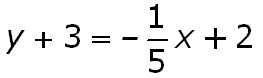 y + 3 = - 1/5 x + 2